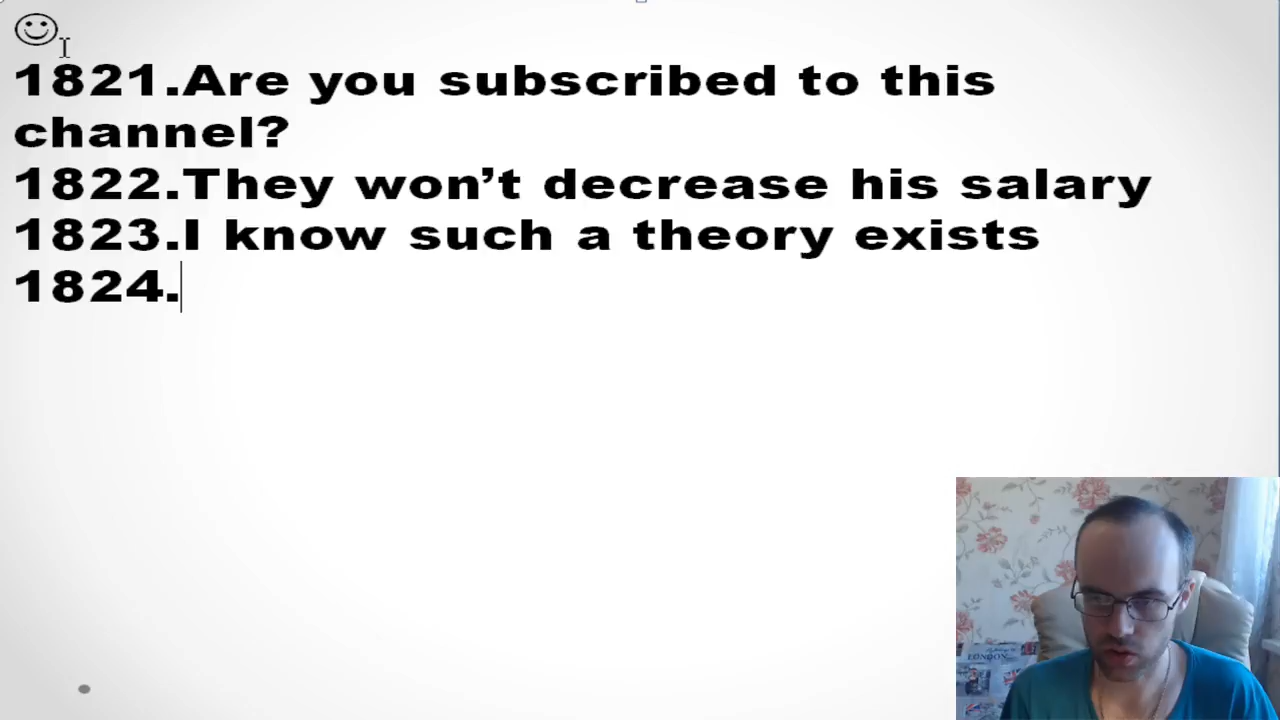 1821.Are you subscribed to this
channel?
1822.They won’t decrease his salary
1823.I know such a theory exists
1824.
LONDON